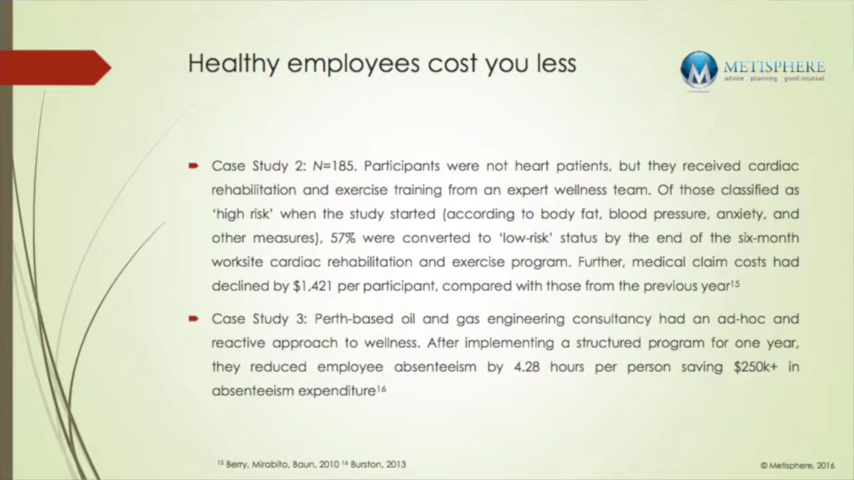 Healthy employees cost you less
M
METISPHERE
advice planning good counsel
Case Study 2: N=185. Participants were not heart patients, but they received cardiac
rehabilitation and exercise training from an expert wellness team. Of those classified as
‘high risk’ when the study started (according to body fat, blood pressure, anxiety, and
other measures), 57% were converted to ‘low-risk’ status by the end of the six-month
worksite cardiac rehabilitation and exercise program. Further, medical claim costs had
declined by $1,421 per participant, compared with those from the previous year¹⁵
Case Study 3: Perth-based oil and gas engineering consultancy had an ad-hoc and
reactive approach to wellness. After implementing a structured program for one year,
they reduced employee absenteeism by 4.28 hours per person saving $250k+ in
absenteeism expenditure¹⁶
¹⁵ Berry, Mirabito, Baun, 2010 ¹⁶ Burston, 2013
© Metisphere, 2016